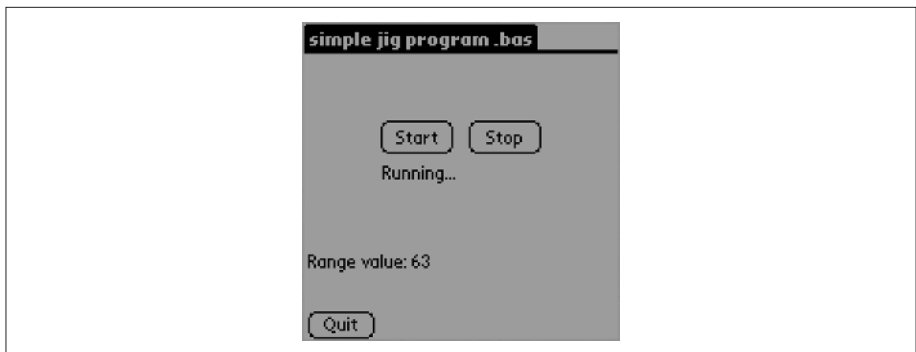 simple jig program .bas
Start Stop
Running...
Range value: 63
Quit